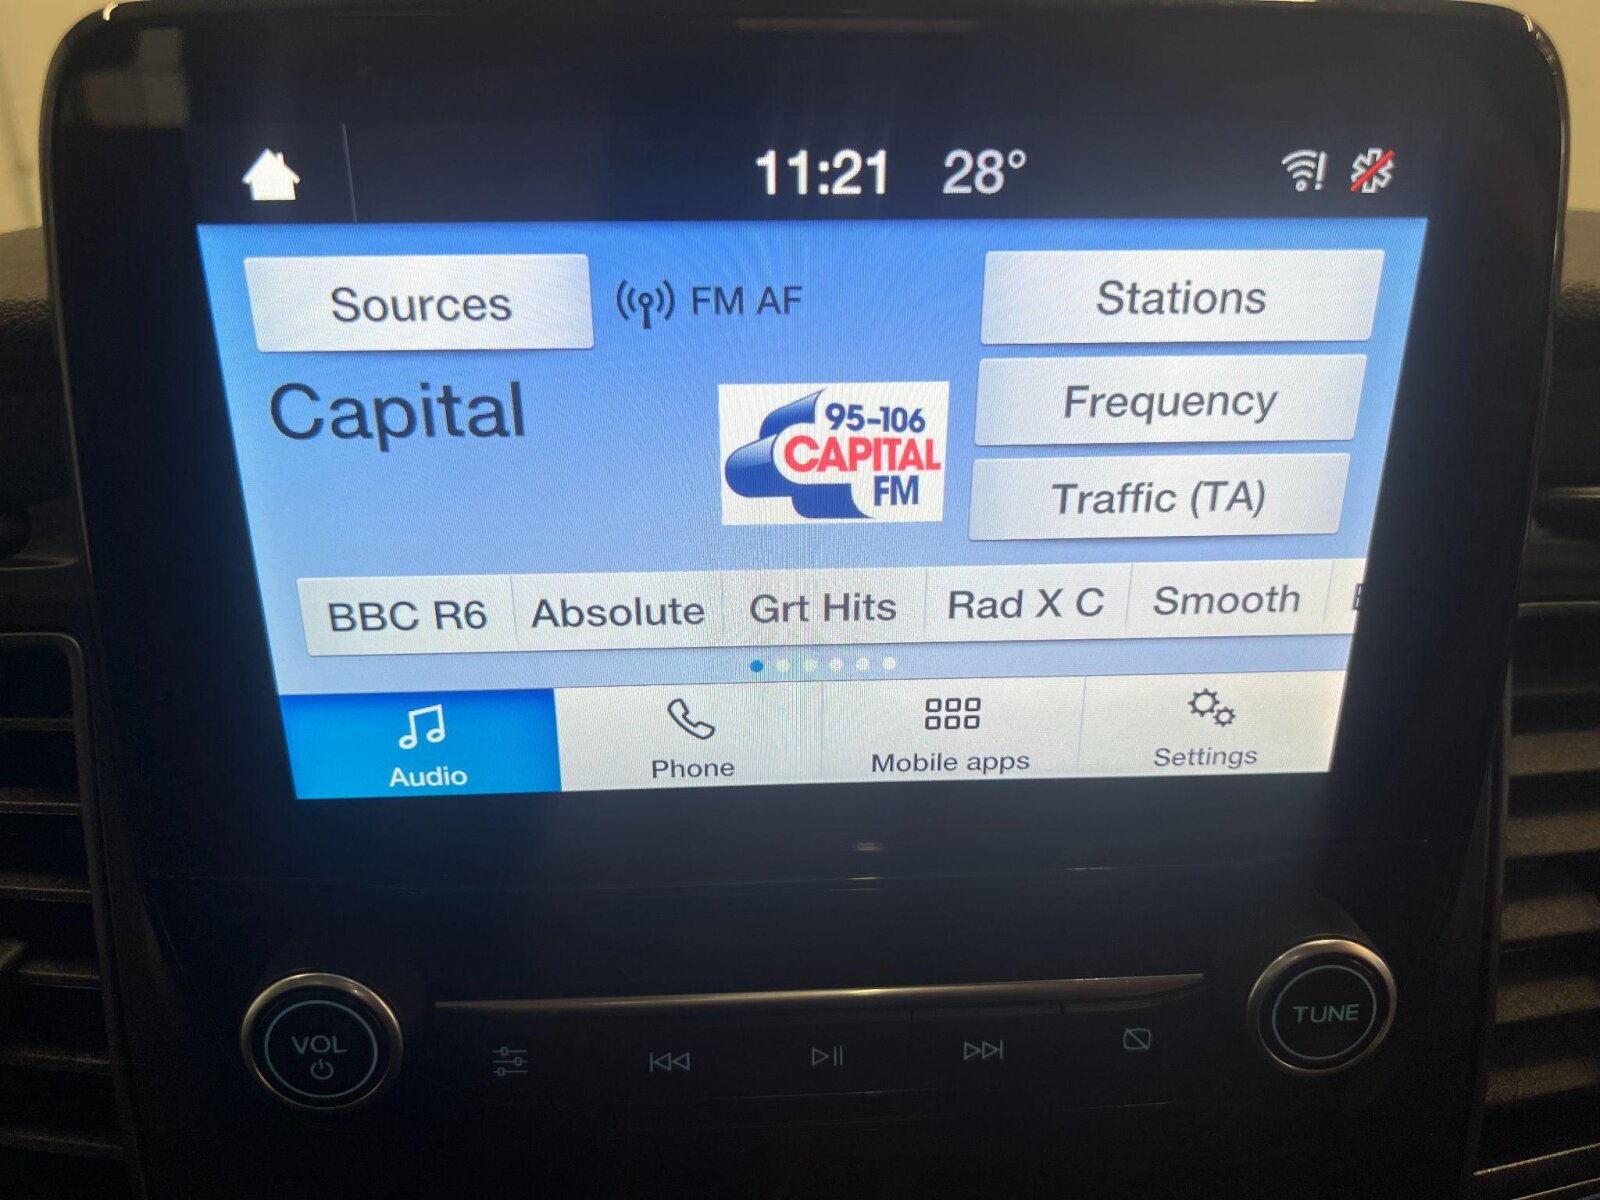 11:21 28°
Sources
FM AF
Stations
Capital
95-106
CAPITAL
FM
Frequency
Traffic (TA)
BBC R6
Absolute
Grt Hits
Rad X C
Smooth
Audio
Phone
Mobile apps
Settings
VOL
TUNE